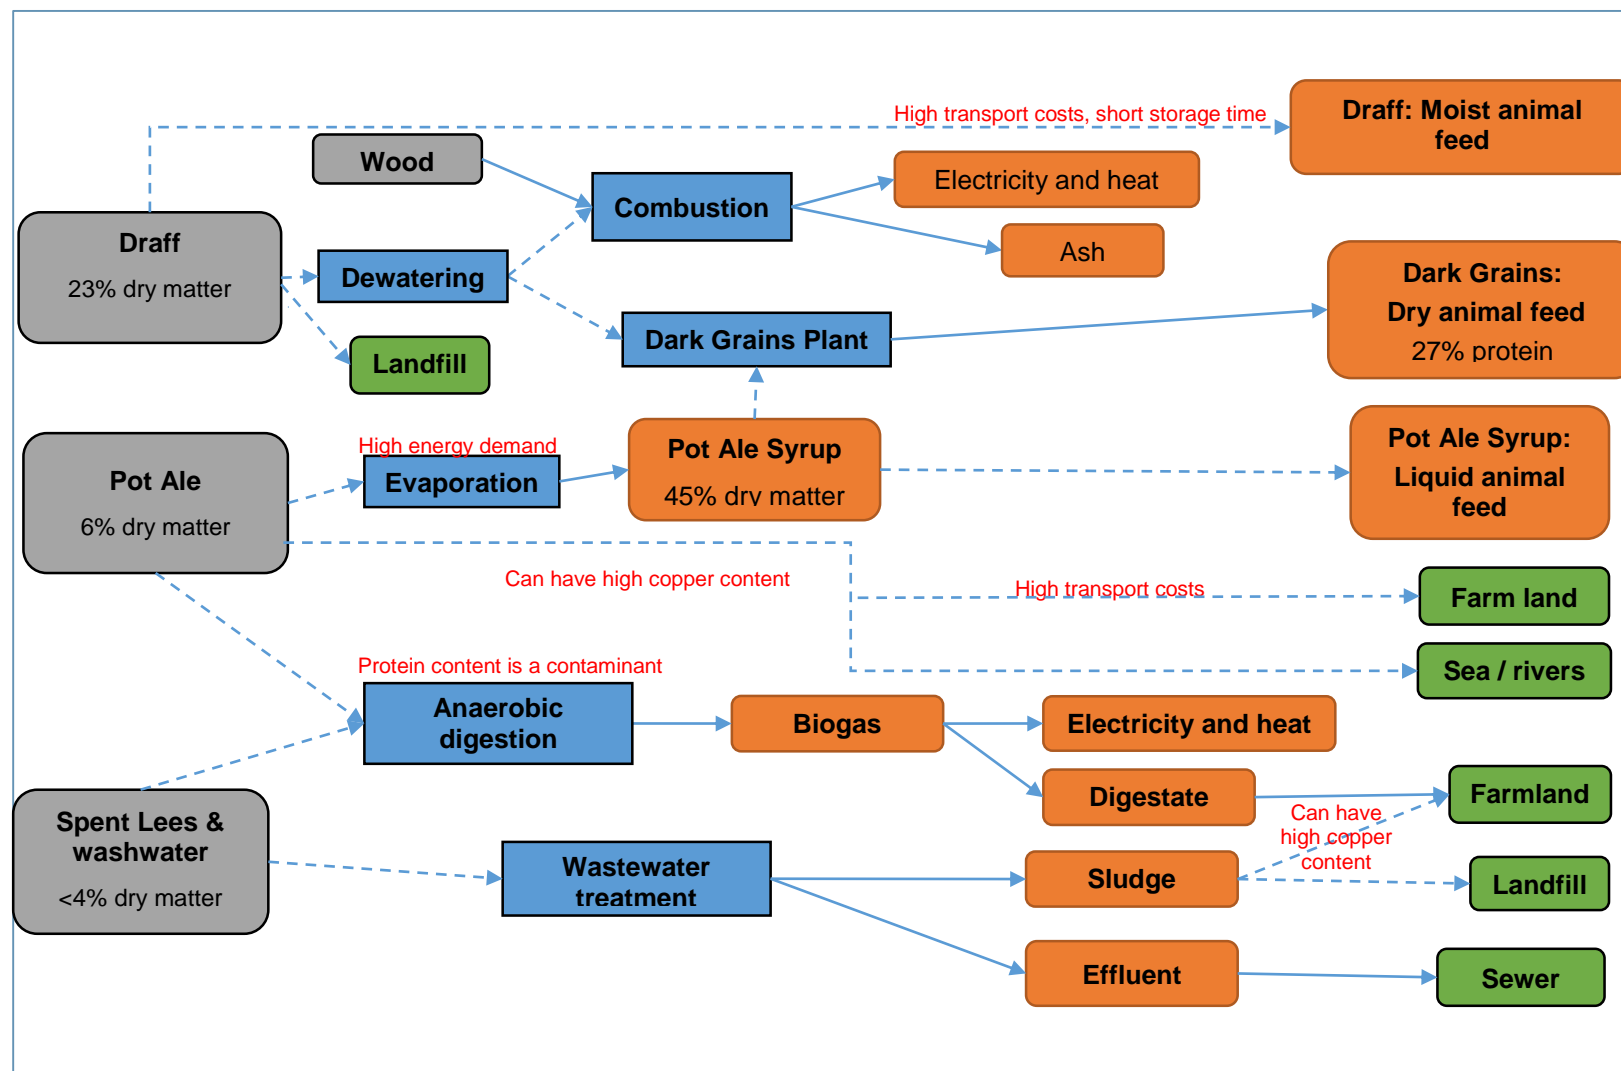 High transport costs, short storage time
Draff: Moist animal
feed
Wood
Electricity and heat
Combustion
Ash
Draff
23% dry matter
Dewatering
Dark Grains:
Dry animal feed
27% protein
Dark Grains Plant
Landfill
High energy demand
Pot Ale
6% dry matter
Evaporation
Pot Ale Syrup
45% dry matter
Pot Ale Syrup:
Liquid animal
feed
Can have high copper content
High transport costs
Farm land
Sea / rivers
Protein content is a contaminant
Anaerobic
digestion
Biogas
Electricity and heat
Digestate
Farmland
Can have
high copper
content
Spent Lees &
washwater
<4% dry matter
Wastewater
treatment
Sludge
Landfill
Effluent
Sewer